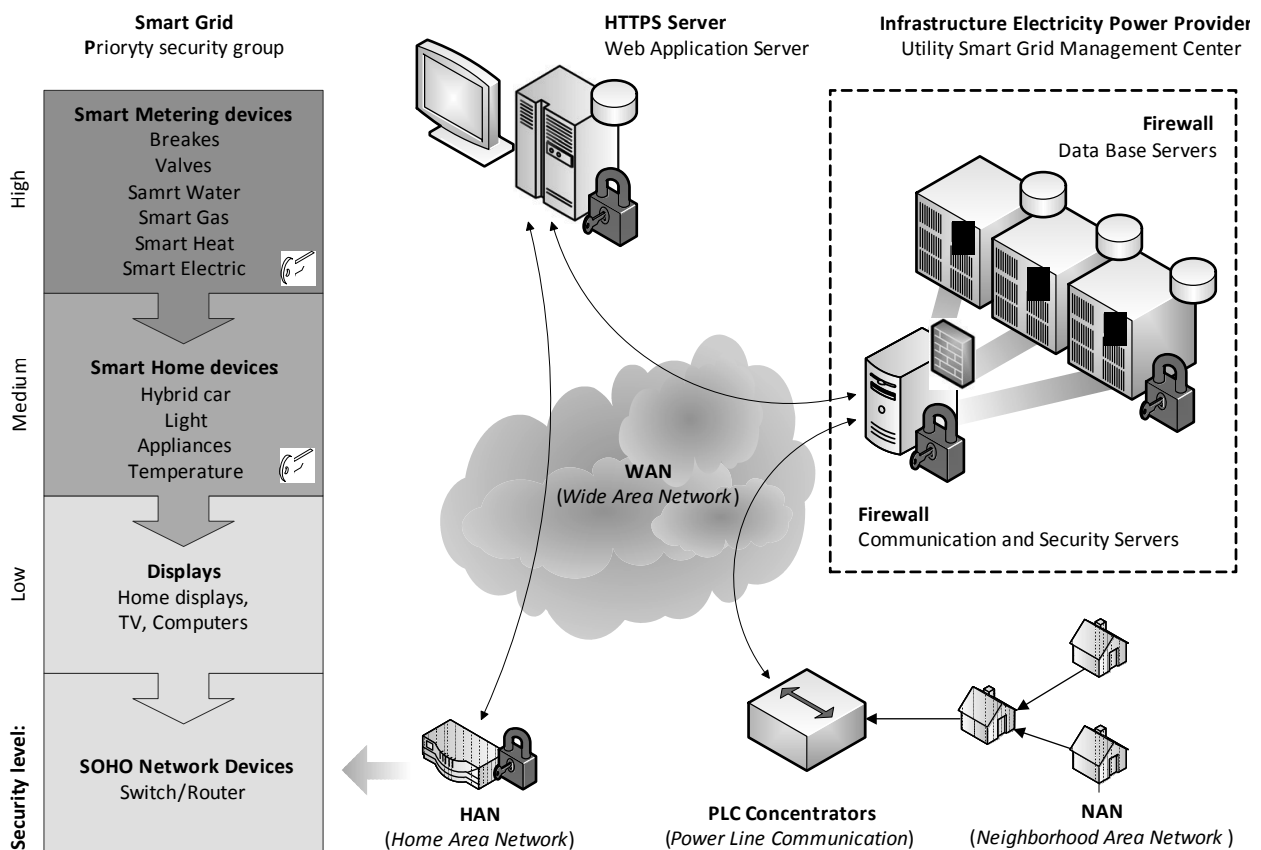 Smart Grid
Prioryty security group
High
Smart Metering devices
Breakes
Valves
Samrt Water
Smart Gas
Smart Heat
Smart Electric
Medium
Smart Home devices
Hybrid car
Light
Appliances
Temperature
Low
Displays
Home displays,
TV, Computers
Security level:
SOHO Network Devices
Switch/Router
HTTPS Server
Web Application Server
Infrastructure Electricity Power Provider
Utility Smart Grid Management Center
Firewall
Data Base Servers
WAN
(Wide Area Network)
Firewall
Communication and Security Servers
HAN
(Home Area Network)
PLC Concentrators
(Power Line Communication)
NAN
(Neighborhood Area Network )